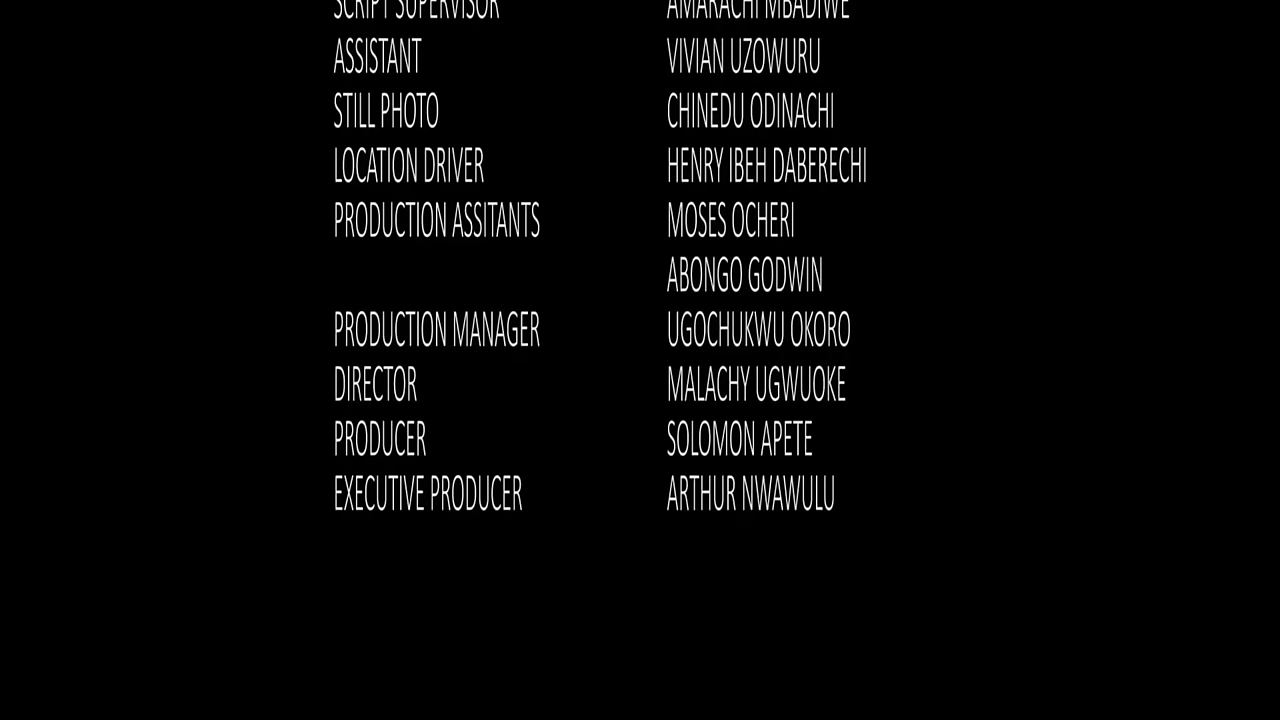 SCRIPT SUPERVISOR AMARACHI MBADIWE
ASSISTANT VIVIAN UZOWURU
STILL PHOTO CHINEDU ODINACHI
LOCATION DRIVER HENRY IBEH DABERECHI
PRODUCTION ASSITANTS MOSES OCHERI
ABONGO GODWIN
PRODUCTION MANAGER UGOCHUKWU OKORO
DIRECTOR MALACHY UGWUOKE
PRODUCER SOLOMON APETE
EXECUTIVE PRODUCER ARTHUR NWAWULU